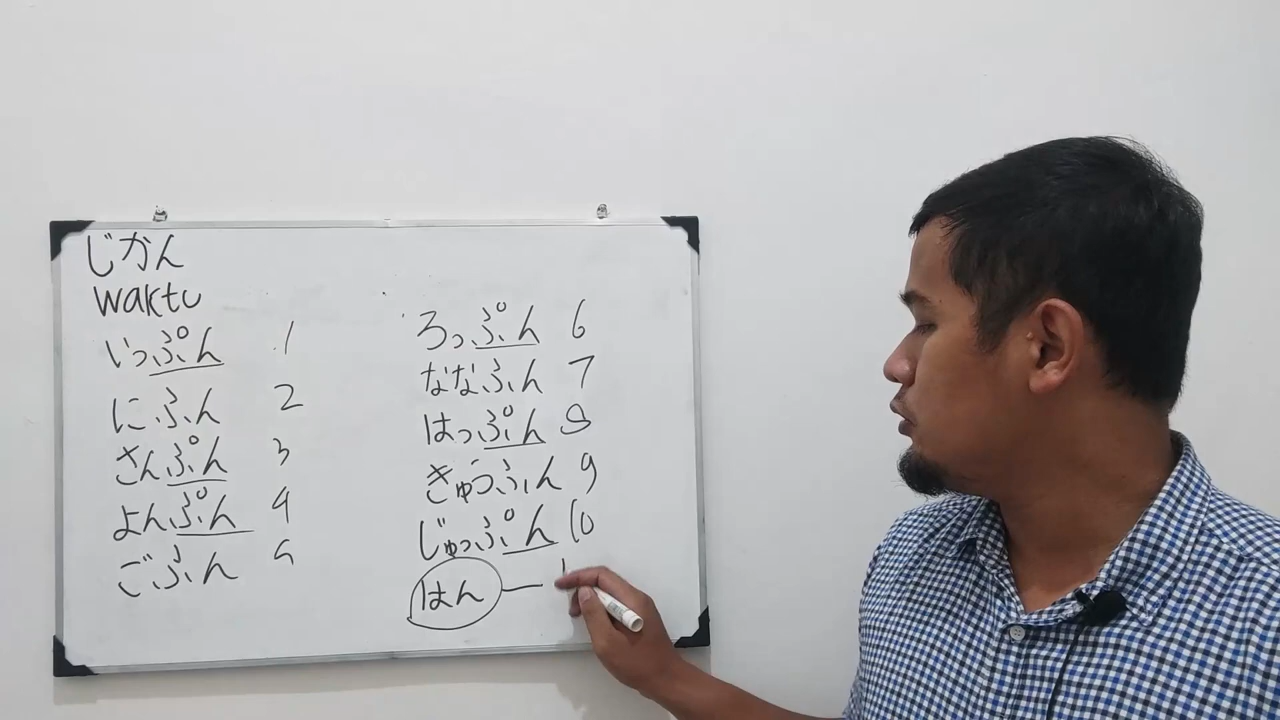 じかん
waktu
いっぷん 1
にふん 2
さんぷん 3
よんぷん 4
ごふん 5
ろっぷん 6
ななふん 7
はっぷん 8
きゅうふん 9
じゅっぷん 10
はん —